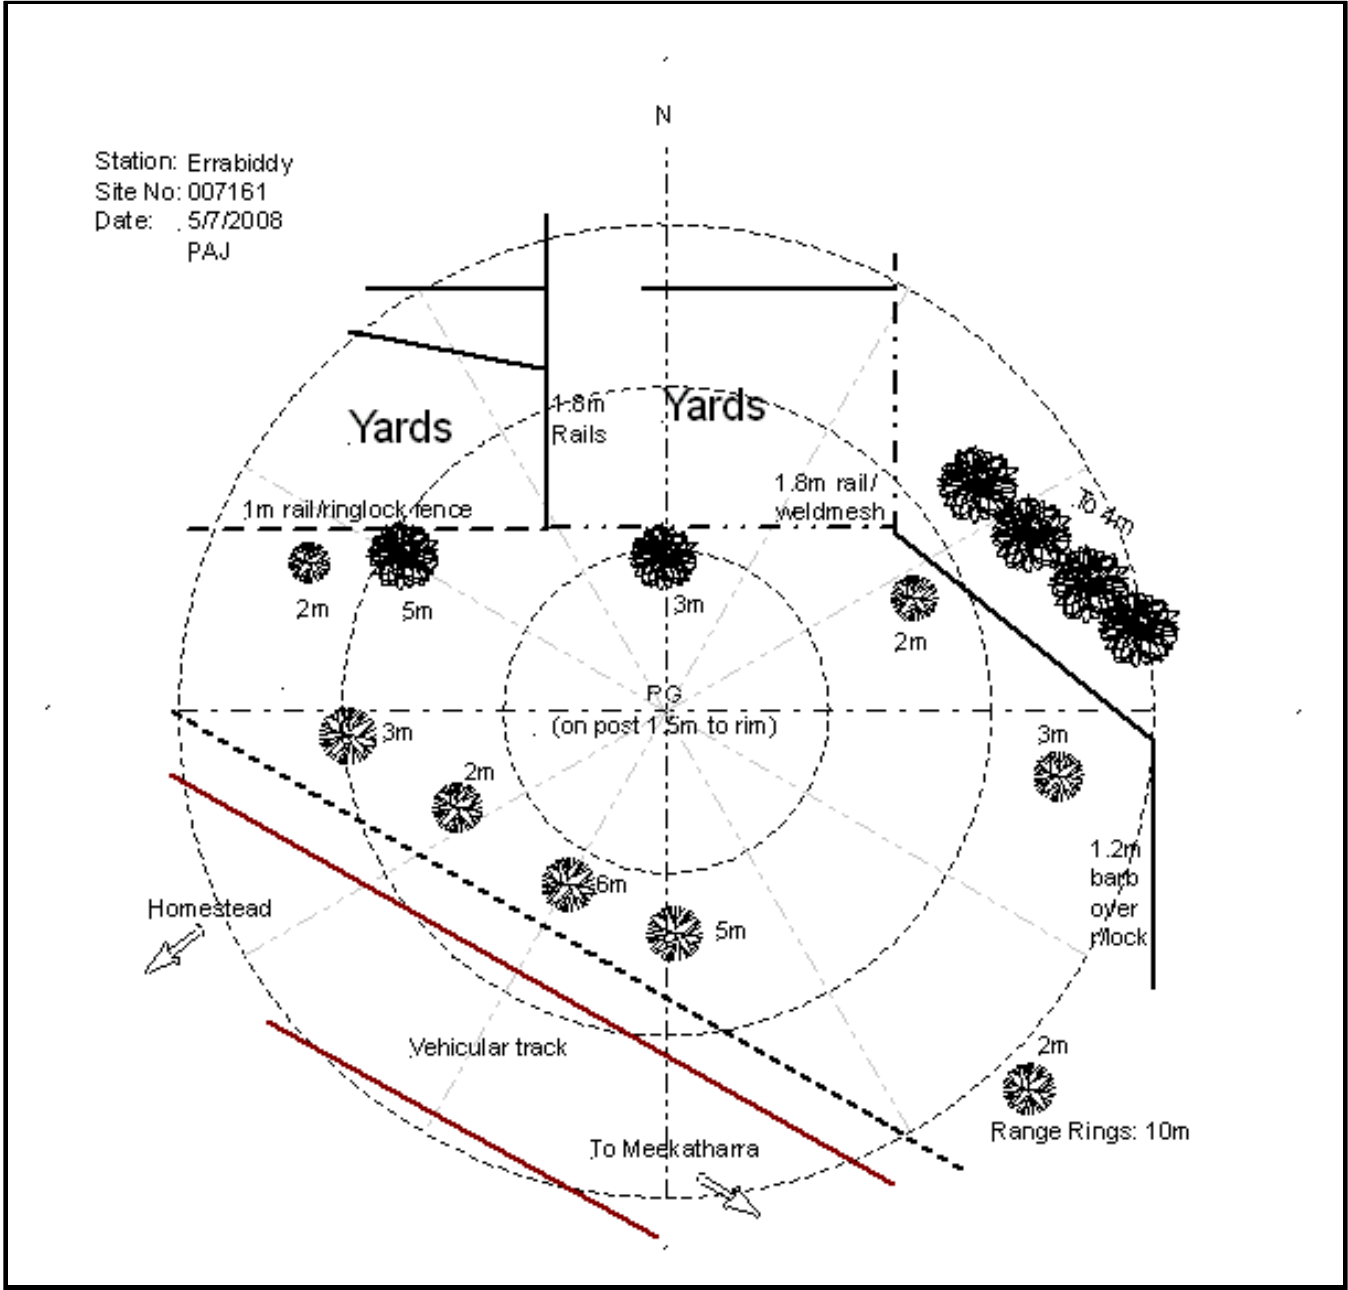 N
Station: Errabiddy
Site No: 007161
Date: 5/7/2008
PAJ
1.8m
Rails
Yards
Yards
1.8m rail/
weldmesh
To 4m
1m rail/ringlock fence
2m
5m
3m
2m
RG
(on post 1.5m to rim)
3m
3m
2m
1.2m
barb
over
r/lock
6m
5m
Homestead
Vehicular track
2m
Range Rings: 10m
To Meekatharra